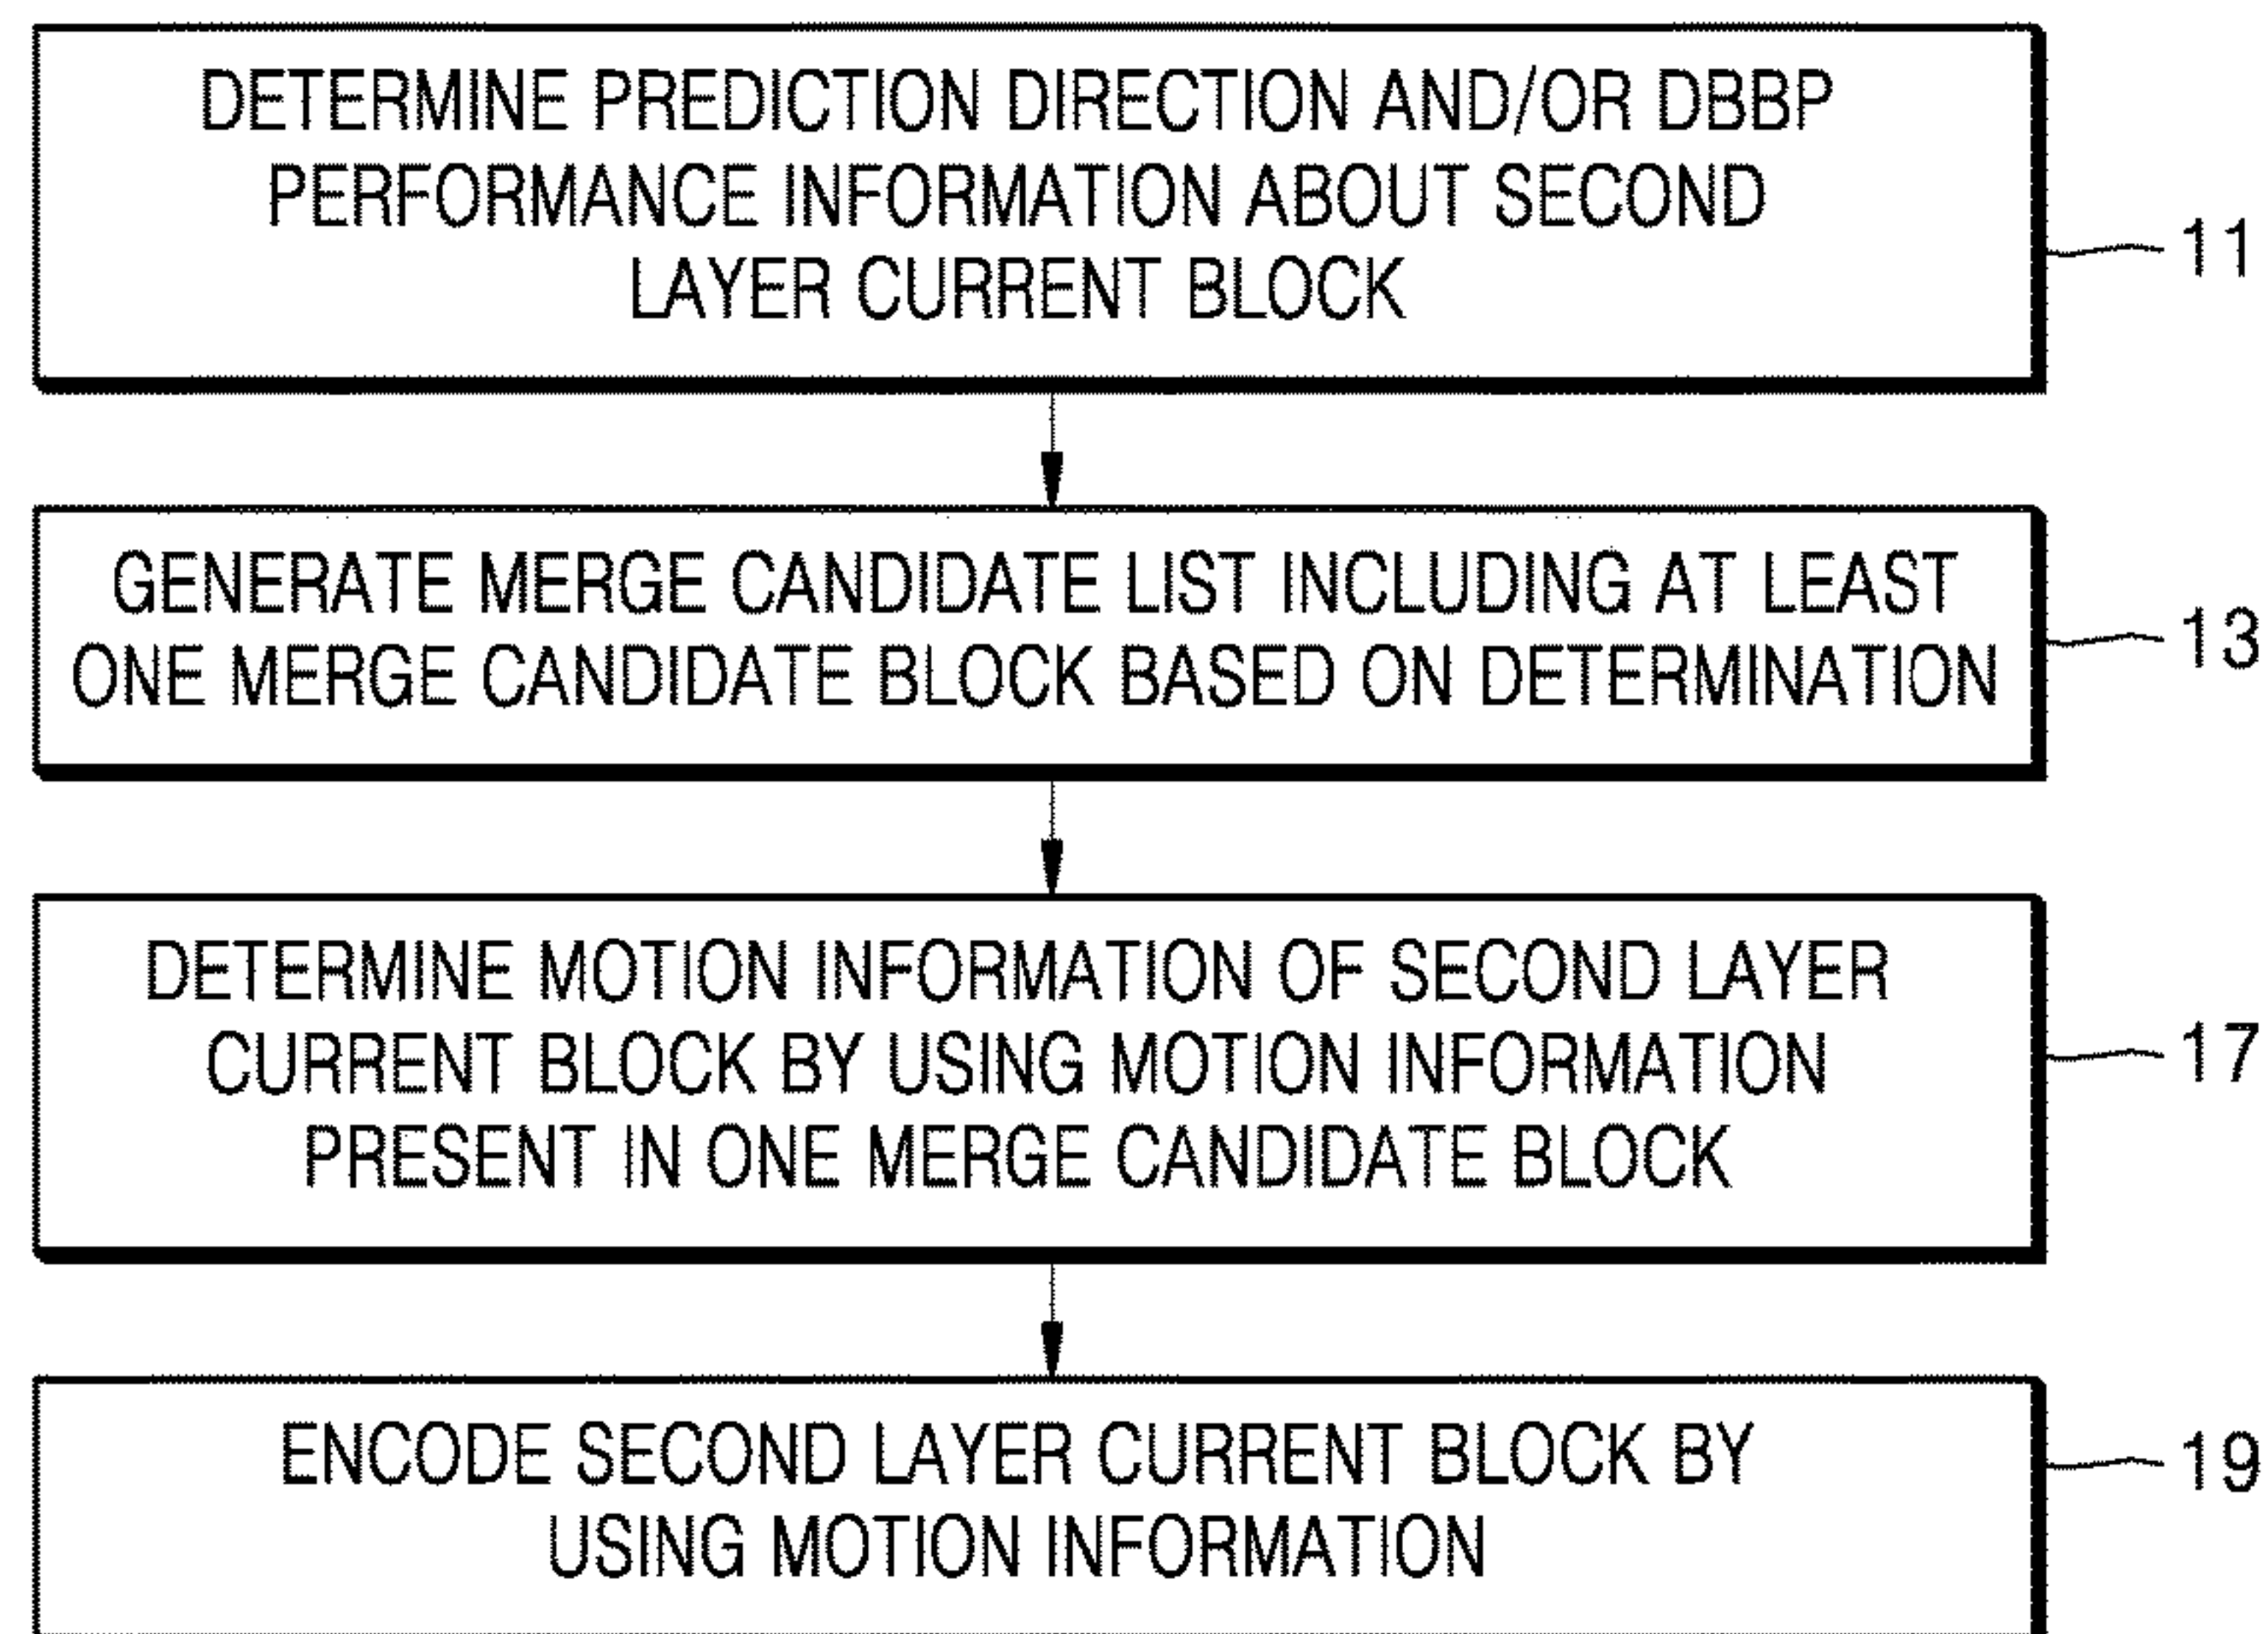 DETERMINE PREDICTION DIRECTION AND/OR DBBP
PERFORMANCE INFORMATION ABOUT SECOND
LAYER CURRENT BLOCK
11
GENERATE MERGE CANDIDATE LIST INCLUDING AT LEAST
ONE MERGE CANDIDATE BLOCK BASED ON DETERMINATION
13
DETERMINE MOTION INFORMATION OF SECOND LAYER
CURRENT BLOCK BY USING MOTION INFORMATION
PRESENT IN ONE MERGE CANDIDATE BLOCK
17
ENCODE SECOND LAYER CURRENT BLOCK BY
USING MOTION INFORMATION
19